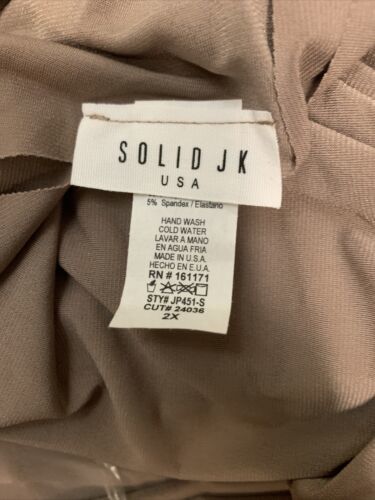 SOLID JK
USA
5% Spandex / Elastano
HAND WASH
COLD WATER
LAVAR A MANO
EN AGUA FRIA
MADE IN U.S.A.
HECHO EN E.U.A.
RN # 161171
STY# JP451-S
CUT# 24036
2X